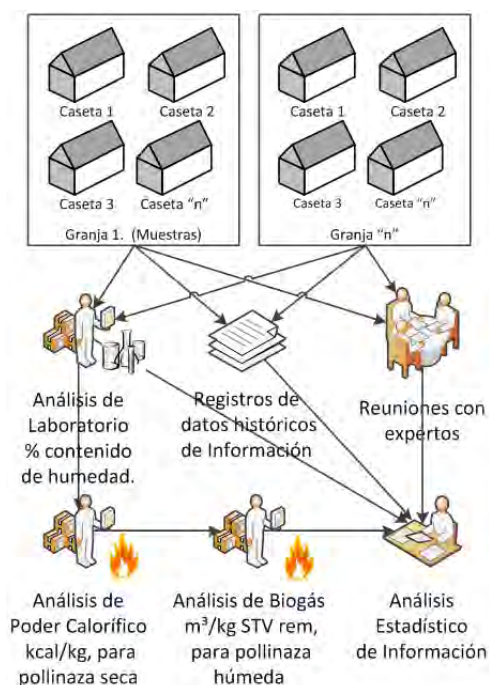 Caseta 1
Caseta 2
Caseta 3
Caseta “n”
Granja 1. (Muestras)
Caseta 1
Caseta 2
Caseta 3
Caseta “n”
Granja “n”
Análisis de
Laboratorio
% contenido
de humedad.
Registros de
datos históricos
de Información
Reuniones con
expertos
Análisis de
Poder Calorífico
kcal/kg, para
pollinaza seca
Análisis de Biogás
m³/kg STV rem,
para pollinaza
húmeda
Análisis
Estadístico
de Información